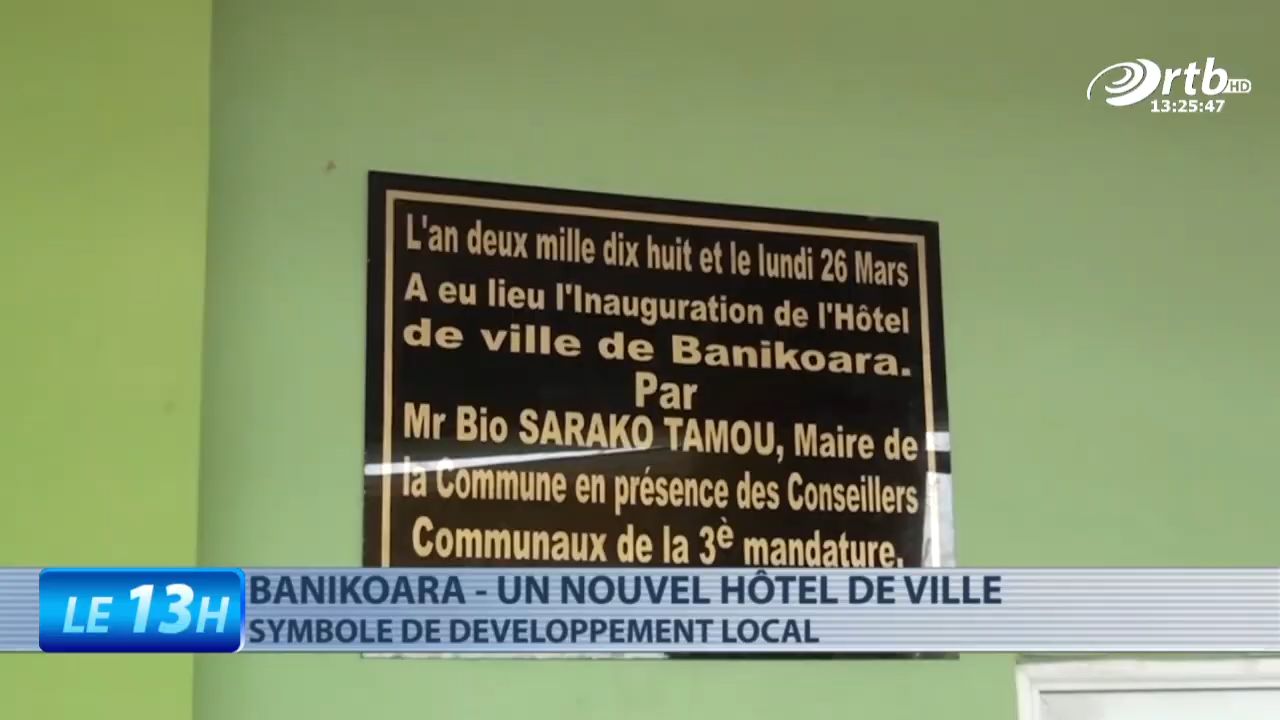 rtb HD
13:25:47
L'an deux mille dix huit et le lundi 26 Mars
A eu lieu l'Inauguration de l'Hôtel
de ville de Banikoara.
Par
Mr Bio SARAKO TAMOU, Maire de
la Commune en présence des Conseillers
Communaux de la 3è mandature.
LE 13H
BANIKOARA - UN NOUVEL HÔTEL DE VILLE
SYMBOLE DE DEVELOPPEMENT LOCAL